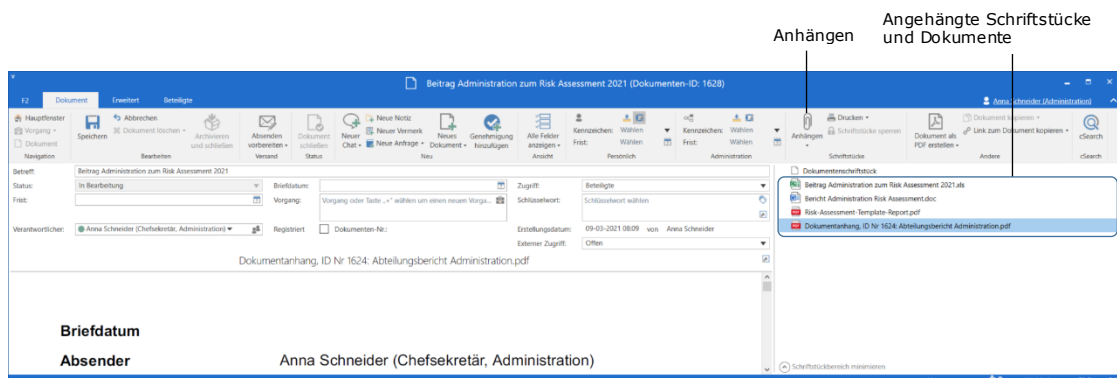 Anhängen
Angehängte Schriftstücke
und Dokumente
Beitrag Administration zum Risk Assessment 2021 (Dokumenten-ID: 1628)
F2 Dokument Erweitert Beteiligte
Anna Schneider (Administration)
Hauptfenster
Vorgang
Dokument
Navigation
Speichern
Abbrechen
Dokument löschen
Archivieren
und schließen
Bearbeiten
Absenden
vorbereiten
Versand
Dokument
schließen
Status
Neuer
Chat
Neue Notiz
Neuer Vermerk
Neue Anfrage
Neues
Dokument
Genehmigung
hinzufügen
Neu
Alle Felder
anzeigen
Ansicht
Kennzeichen: Wählen
Frist: Wählen
Persönlich
Kennzeichen: Wählen
Frist: Wählen
Administration
Anhängen
Drucken
Schriftstücke sperren
Schriftstücke
Dokument als
PDF erstellen
Dokument kopieren
Link zum Dokument kopieren
Andere
cSearch
cSearch
Betreff: Beitrag Administration zum Risk Assessment 2021
Status: In Bearbeitung Briefdatum: Zugriff: Beteiligte
Frist: Vorgang: Vorgang oder Taste „+" wählen um einen neuen Vorga... Schlüsselwort: Schlüsselwort wählen
Verantwortlicher: Anna Schneider (Chefsekretär, Administration) Registriert Dokumenten-Nr.: Erstellungsdatum: 09-03-2021 08:09 von Anna Schneider
Externer Zugriff: Offen
Dokumentanhang, ID Nr 1624: Abteilungsbericht Administration.pdf
Briefdatum
Absender Anna Schneider (Chefsekretär, Administration)
Dokumentenschriftstück
Beitrag Administration zum Risk Assessment 2021.xls
Bericht Administration Risk Assessment.doc
Risk-Assessment-Template-Report.pdf
Dokumentanhang, ID Nr 1624: Abteilungsbericht Administration.pdf
Schriftstückbereich minimieren